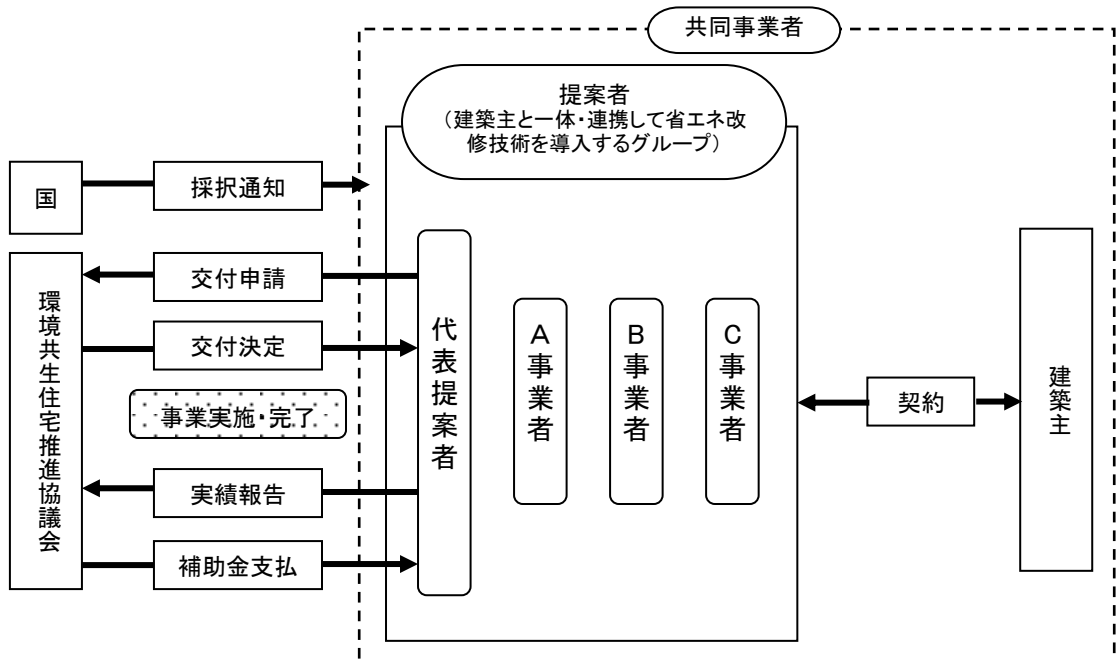 共同事業者
提案者
（建築主と一体・連携して省エネ改
修技術を導入するグループ）
国
採択通知
環境共生住宅推進協議会
交付申請
交付決定
事業実施・完了
実績報告
補助金支払
代表提案者
A事業者
B事業者
C事業者
契約
建築主